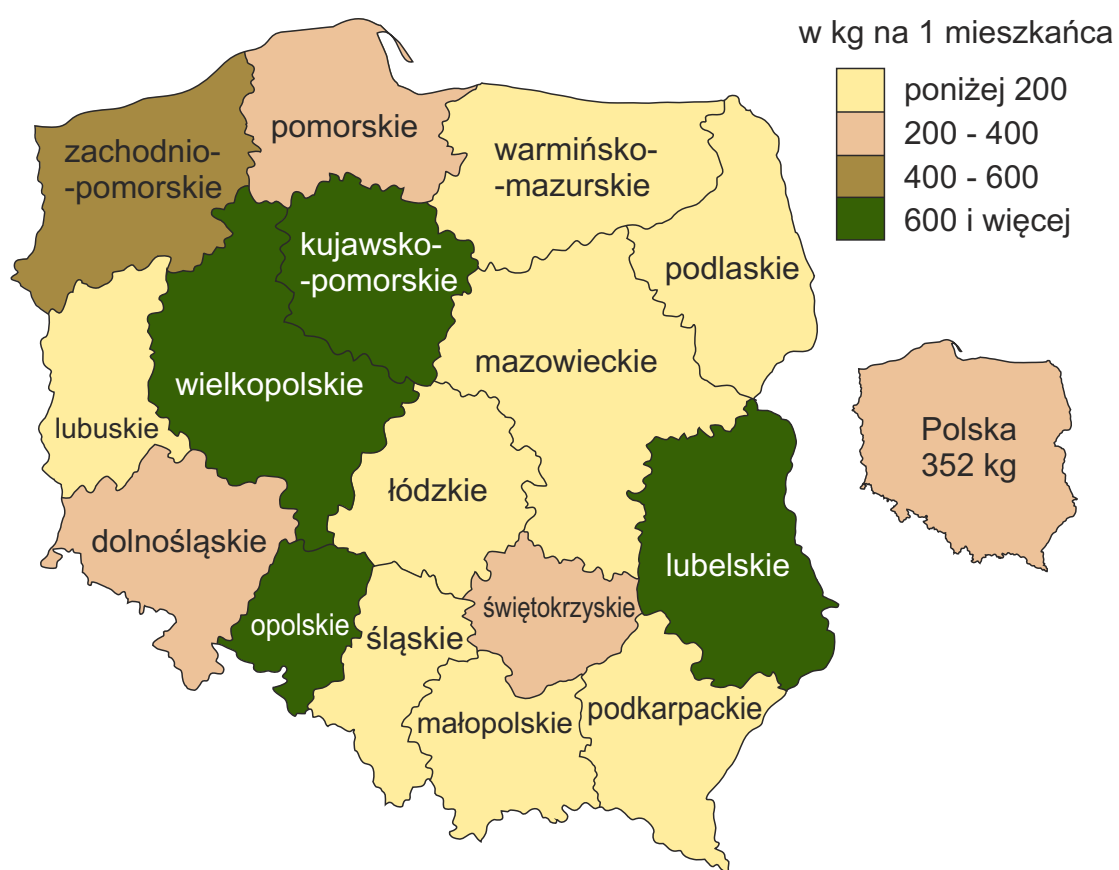 w kg na 1 mieszkańca
poniżej 200
200 - 400
400 - 600
600 i więcej
pomorskie
zachodnio-
-pomorskie
warmińsko-
-mazurskie
kujawsko-
-pomorskie
podlaskie
mazowieckie
wielkopolskie
lubuskie
łódzkie
dolnośląskie
lubelskie
opolskie
śląskie
świętokrzyskie
małopolskie
podkarpackie
Polska
352 kg